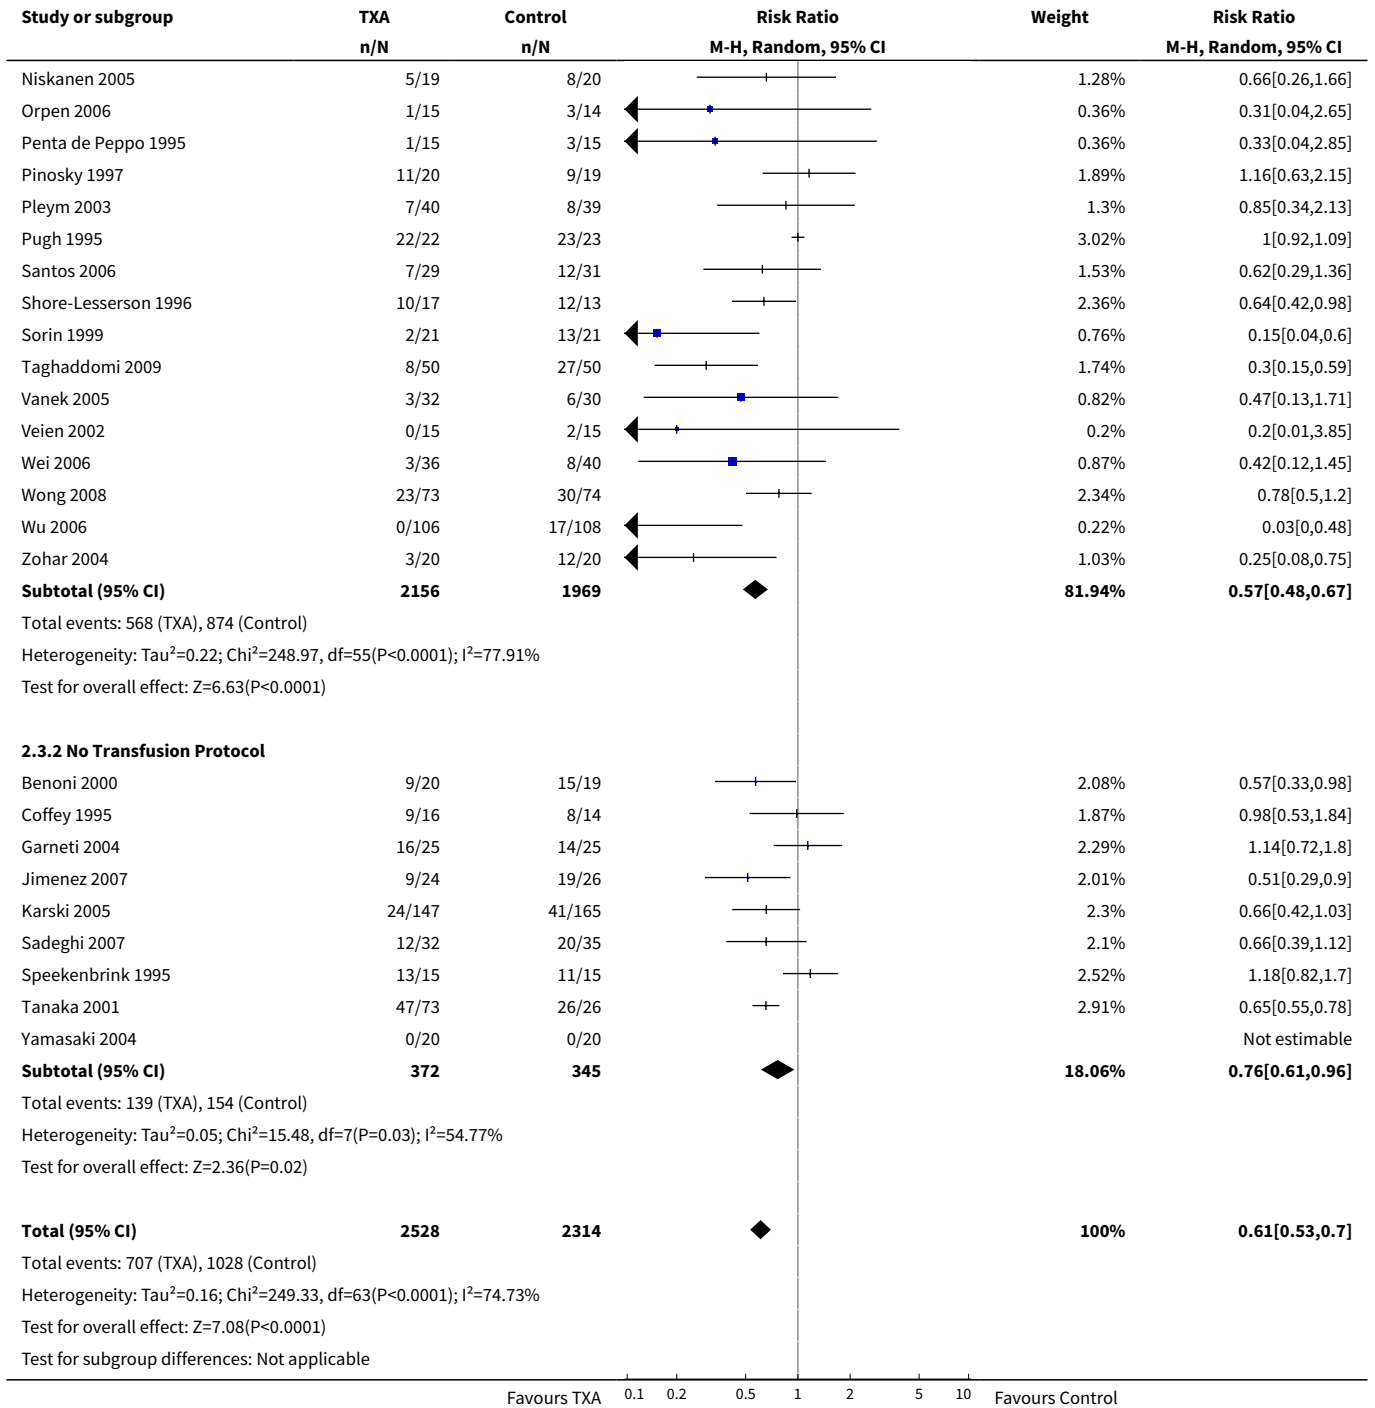 Study or subgroup TXA Control Risk Ratio Weight Risk Ratio
n/N n/N M-H, Random, 95% CI M-H, Random, 95% CI
Niskanen 2005 5/19 8/20 1.28% 0.66[0.26,1.66]
Orpen 2006 1/15 3/14 0.36% 0.31[0.04,2.65]
Penta de Peppo 1995 1/15 3/15 0.36% 0.33[0.04,2.85]
Pinosky 1997 11/20 9/19 1.89% 1.16[0.63,2.15]
Pleym 2003 7/40 8/39 1.3% 0.85[0.34,2.13]
Pugh 1995 22/22 23/23 3.02% 1[0.92,1.09]
Santos 2006 7/29 12/31 1.53% 0.62[0.29,1.36]
Shore-Lesserson 1996 10/17 12/13 2.36% 0.64[0.42,0.98]
Sorin 1999 2/21 13/21 0.76% 0.15[0.04,0.6]
Taghaddomi 2009 8/50 27/50 1.74% 0.3[0.15,0.59]
Vanek 2005 3/32 6/30 0.82% 0.47[0.13,1.71]
Veien 2002 0/15 2/15 0.2% 0.2[0.01,3.85]
Wei 2006 3/36 8/40 0.87% 0.42[0.12,1.45]
Wong 2008 23/73 30/74 2.34% 0.78[0.5,1.2]
Wu 2006 0/106 17/108 0.22% 0.03[0,0.48]
Zohar 2004 3/20 12/20 1.03% 0.25[0.08,0.75]
Subtotal (95% CI) 2156 1969 81.94% 0.57[0.48,0.67]
Total events: 568 (TXA), 874 (Control)
Heterogeneity: Tau²=0.22; Chi²=248.97, df=55(P<0.0001); I²=77.91%
Test for overall effect: Z=6.63(P<0.0001)
2.3.2 No Transfusion Protocol
Benoni 2000 9/20 15/19 2.08% 0.57[0.33,0.98]
Coffey 1995 9/16 8/14 1.87% 0.98[0.53,1.84]
Garneti 2004 16/25 14/25 2.29% 1.14[0.72,1.8]
Jimenez 2007 9/24 19/26 2.01% 0.51[0.29,0.9]
Karski 2005 24/147 41/165 2.3% 0.66[0.42,1.03]
Sadeghi 2007 12/32 20/35 2.1% 0.66[0.39,1.12]
Speekenbrink 1995 13/15 11/15 2.52% 1.18[0.82,1.7]
Tanaka 2001 47/73 26/26 2.91% 0.65[0.55,0.78]
Yamasaki 2004 0/20 0/20 Not estimable
Subtotal (95% CI) 372 345 18.06% 0.76[0.61,0.96]
Total events: 139 (TXA), 154 (Control)
Heterogeneity: Tau²=0.05; Chi²=15.48, df=7(P=0.03); I²=54.77%
Test for overall effect: Z=2.36(P=0.02)
Total (95% CI) 2528 2314 100% 0.61[0.53,0.7]
Total events: 707 (TXA), 1028 (Control)
Heterogeneity: Tau²=0.16; Chi²=249.33, df=63(P<0.0001); I²=74.73%
Test for overall effect: Z=7.08(P<0.0001)
Test for subgroup differences: Not applicable
Favours TXA 0.1 0.2 0.5 1 2 5 10 Favours Control